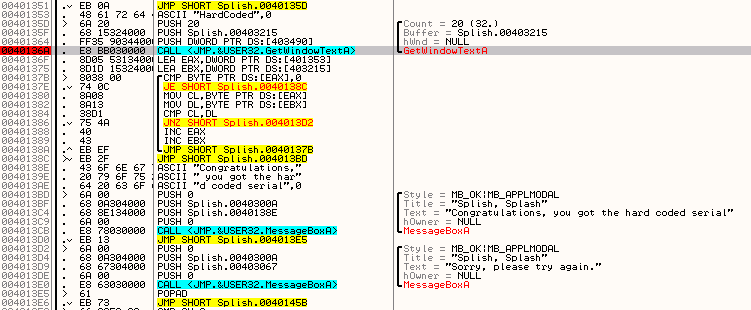 00401351 .v EB 0A JMP SHORT Splish.0040135D
00401353 . 48 61 72 64 ASCII "HardCoded",0
0040135D > 6A 20 PUSH 20 Count = 20 (32.)
0040135F . 68 15324000 PUSH Splish.00403215 Buffer = Splish.00403215
00401364 . FF35 90344000 PUSH DWORD PTR DS:[403490] hWnd = NULL
0040136A . E8 BB030000 CALL <JMP.&USER32.GetWindowTextA> GetWindowTextA
0040136F . 8D05 53134000 LEA EAX,DWORD PTR DS:[401353]
00401375 . 8D1D 15324000 LEA EBX,DWORD PTR DS:[403215]
0040137B > 8038 00 CMP BYTE PTR DS:[EAX],0
0040137E .v 74 0C JE SHORT Splish.0040138C
00401380 . 8A08 MOV CL,BYTE PTR DS:[EAX]
00401382 . 8A13 MOV DL,BYTE PTR DS:[EBX]
00401384 . 38D1 CMP CL,DL
00401386 .v 75 4A JNZ SHORT Splish.004013D2
00401388 . 40 INC EAX
00401389 . 43 INC EBX
0040138A .^ EB EF JMP SHORT Splish.0040137B
0040138C >v EB 2F JMP SHORT Splish.004013BD
0040138E . 43 6F 6E 67 ASCII "Congratulations,"
0040139E . 20 79 6F 75 ASCII " you got the har"
004013AE . 64 20 63 6F ASCII "d coded serial",0
004013BD > 6A 00 PUSH 0 Style = MB_OK|MB_APPLMODAL
004013BF . 68 0A304000 PUSH Splish.0040300A Title = "Splish, Splash"
004013C4 . 68 8E134000 PUSH Splish.0040138E Text = "Congratulations, you got the hard coded serial"
004013C9 . 6A 00 PUSH 0 hOwner = NULL
004013CB . E8 78030000 CALL <JMP.&USER32.MessageBoxA> MessageBoxA
004013D0 .v EB 13 JMP SHORT Splish.004013E5
004013D2 > 6A 00 PUSH 0 Style = MB_OK|MB_APPLMODAL
004013D4 . 68 0A304000 PUSH Splish.0040300A Title = "Splish, Splash"
004013D9 . 68 67304000 PUSH Splish.00403067 Text = "Sorry, please try again."
004013DE . 6A 00 PUSH 0 hOwner = NULL
004013E0 . E8 63030000 CALL <JMP.&USER32.MessageBoxA> MessageBoxA
004013E5 > 61 POPAD
004013E6 .v EB 73 JMP SHORT Splish.0040145B